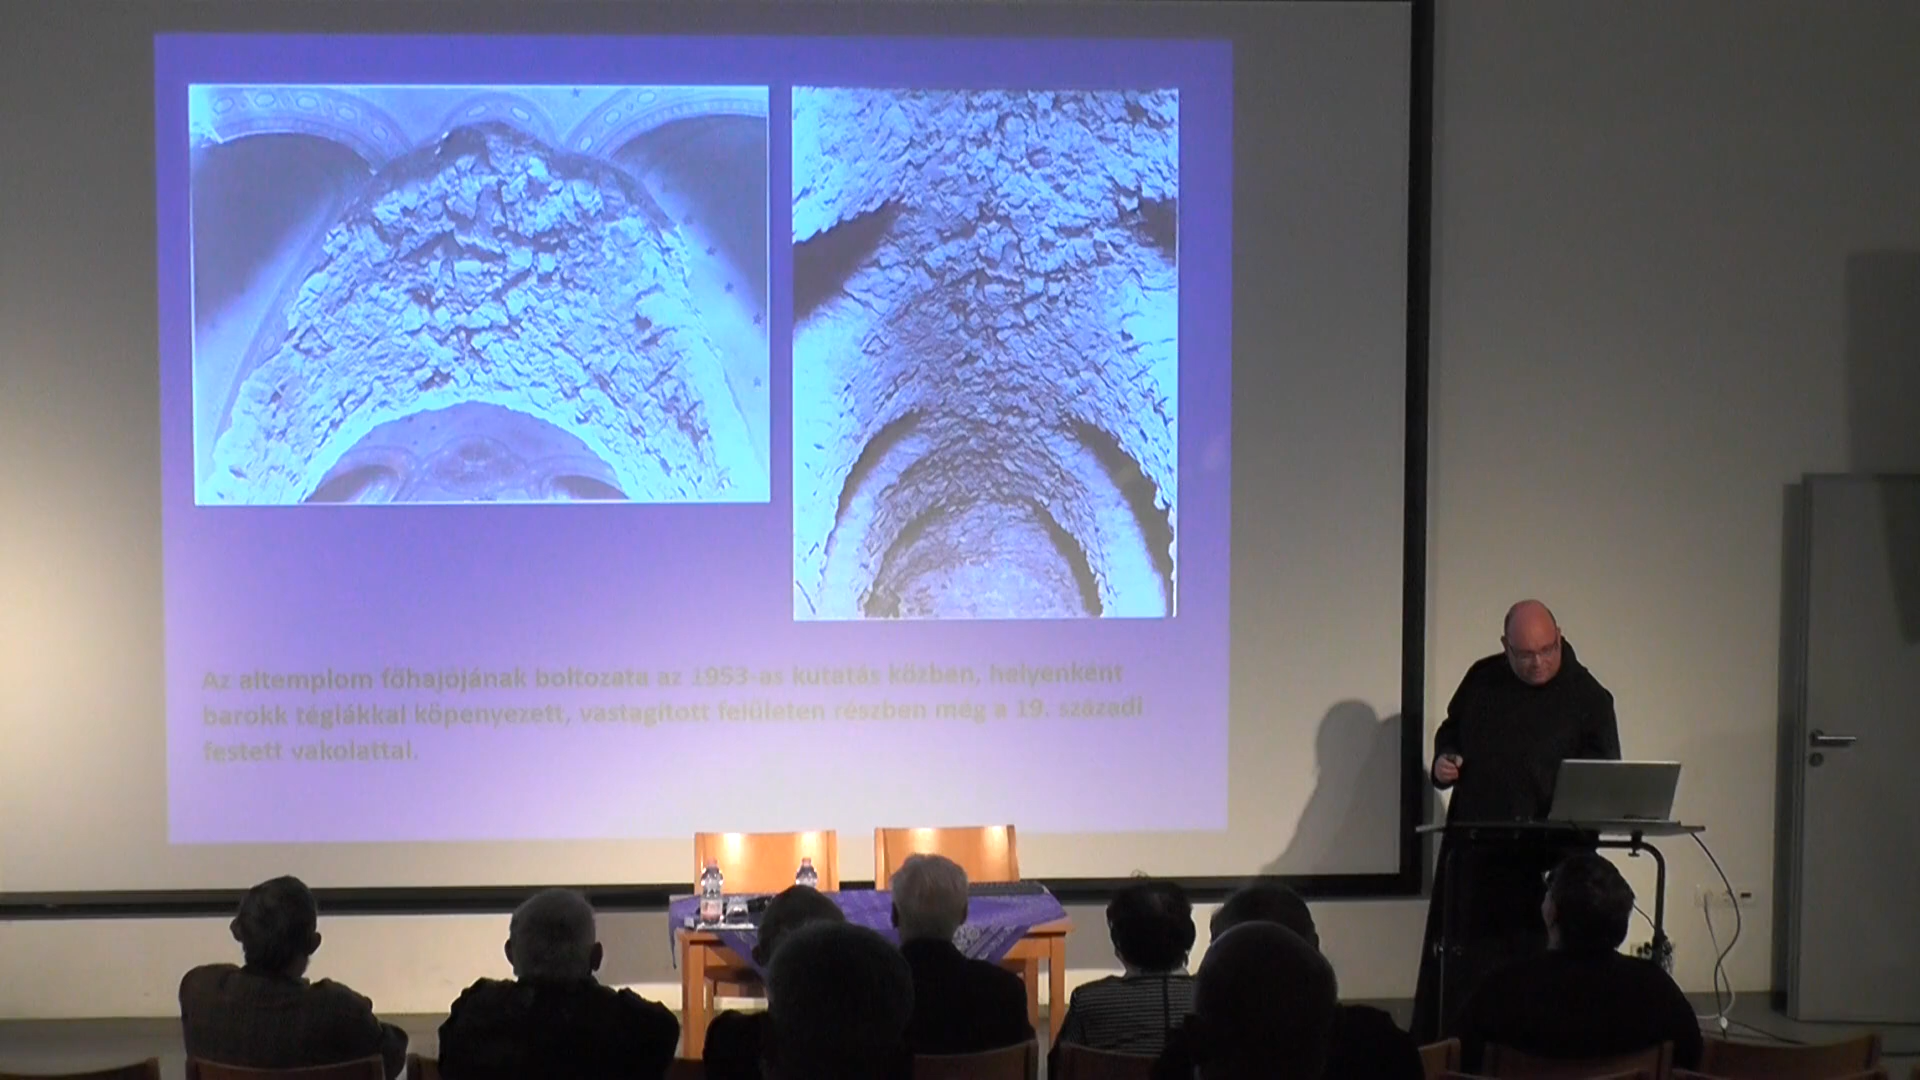 Az altemplom főhajójának boltozata az 1953-as kutatás közben, helyenként
barokk téglákkal köpenyezett, vastagított felületen részben még a 19. századi
festett vakolattal.